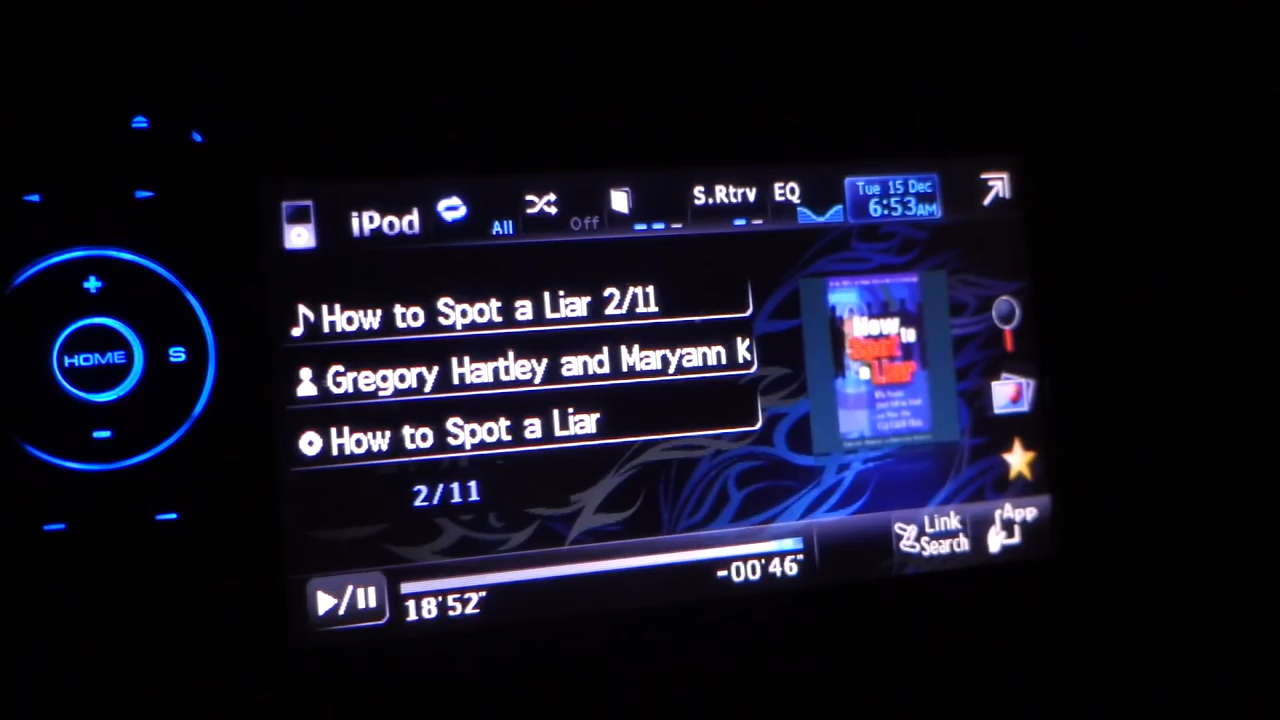 iPod All Off S.Rtrv EQ Tue 15 Dec
6:53AM
How to Spot a Liar 2/11
Gregory Hartley and Maryann K
How to Spot a Liar
2/11
How
to
Spot
a Liar
HOME
S
Link
Search
App
-00'46"
18'52"